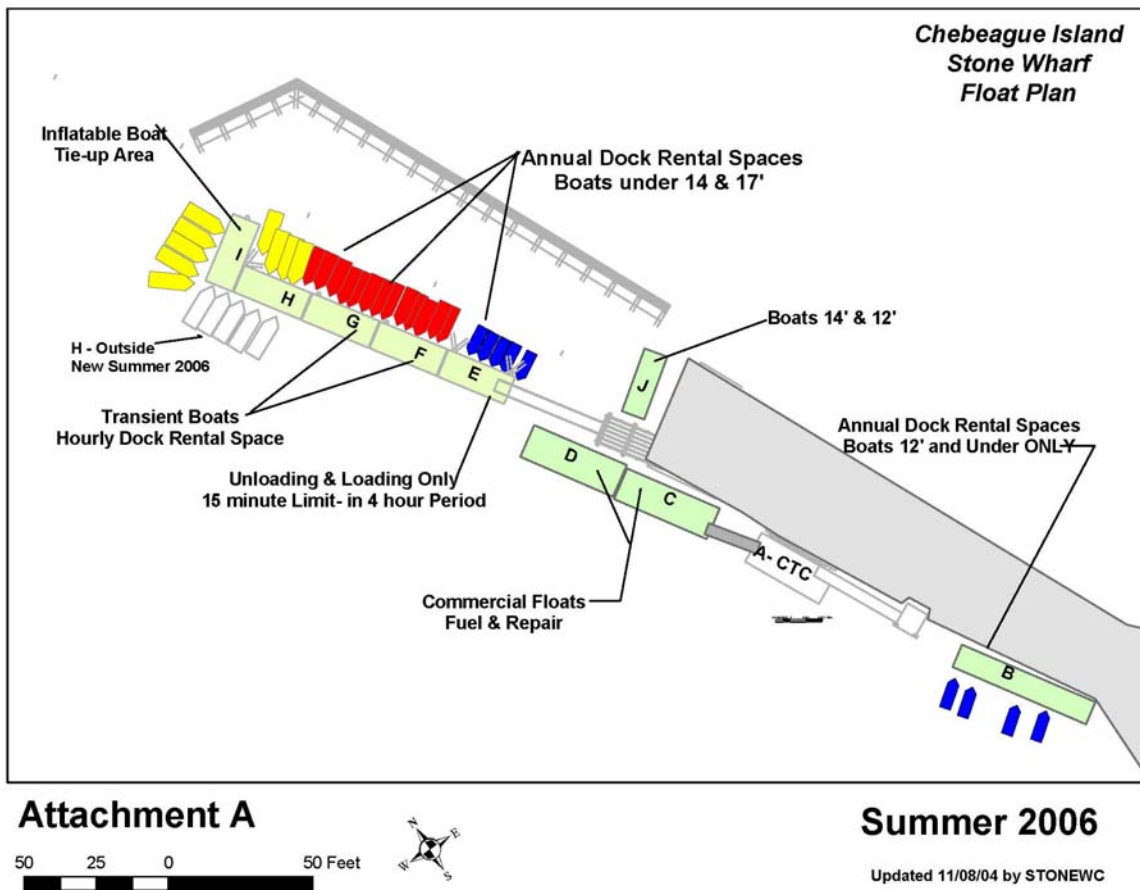 Chebeague Island
Stone Wharf
Float Plan
Inflatable Boat
Tie-up Area
Annual Dock Rental Spaces
Boats under 14 & 17'
I
H
G
F
E
H - Outside
New Summer 2006
Boats 14' & 12'
J
Transient Boats
Hourly Dock Rental Space
Annual Dock Rental Spaces
Boats 12' and Under ONLY
Unloading & Loading Only
15 minute Limit- in 4 hour Period
D
C
A- CTC
Commercial Floats
Fuel & Repair
B
Attachment A
N
E
W
S
Summer 2006
50 25 0 50 Feet
Updated 11/08/04 by STONEWC